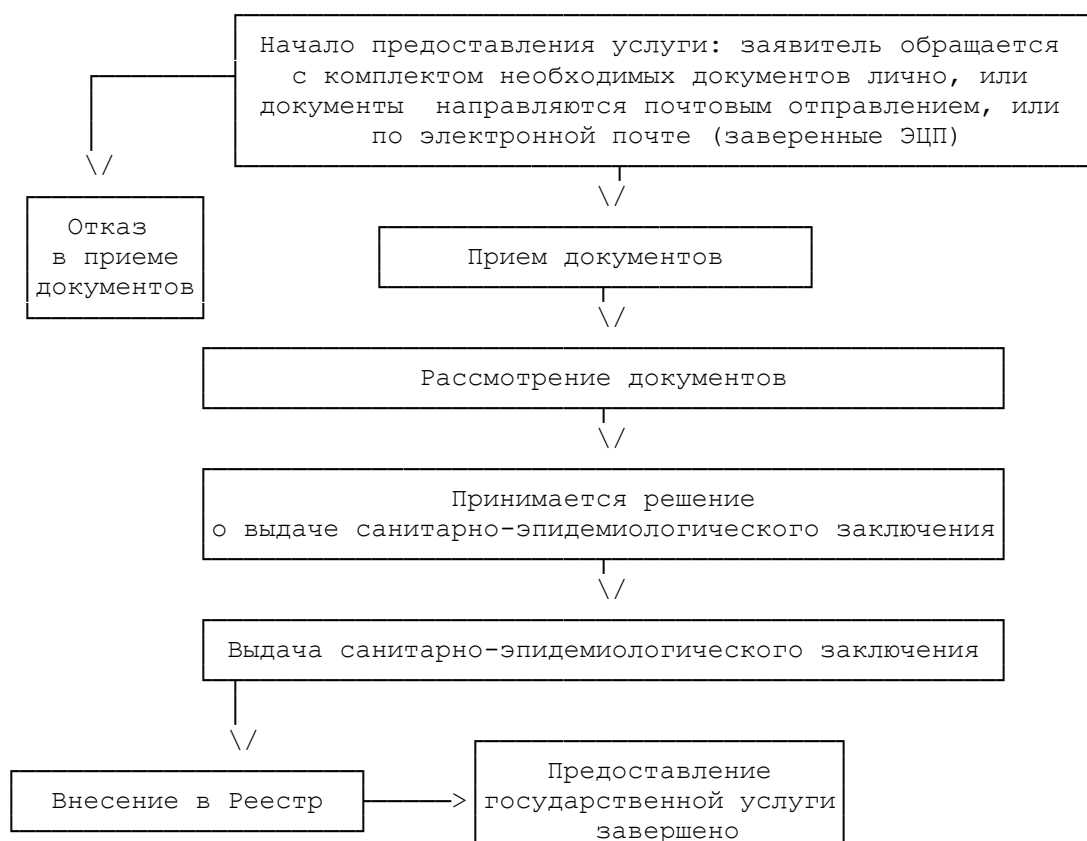 Начало предоставления услуги: заявитель обращается
с комплектом необходимых документов лично, или
документы направляются почтовым отправлением, или
по электронной почте (заверенные ЭЦП)
Отказ
в приеме
документов
Прием документов
Рассмотрение документов
Принимается решение
о выдаче санитарно-эпидемиологического заключения
Выдача санитарно-эпидемиологического заключения
Внесение в Реестр
Предоставление
государственной услуги
завершено